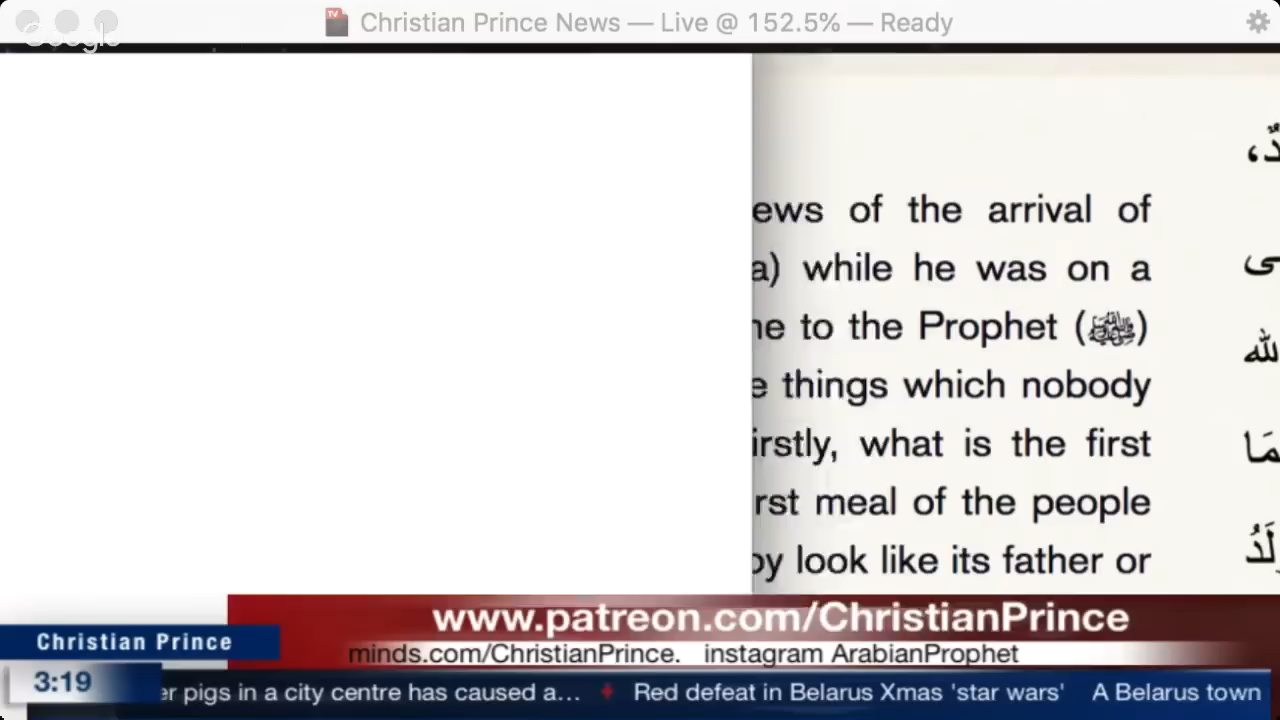 Christian Prince News — Live @ 152.5% — Ready
Google
ews of the arrival of
a) while he was on a
ne to the Prophet (ﷺ)
e things which nobody
irstly, what is the first
rst meal of the people
by look like its father or
لله
www.patreon.com/ChristianPrince
Christian Prince
minds.com/ChristianPrince. instagram ArabianProphet
3:19
er pigs in a city centre has caused a... Red defeat in Belarus Xmas 'star wars' A Belarus town